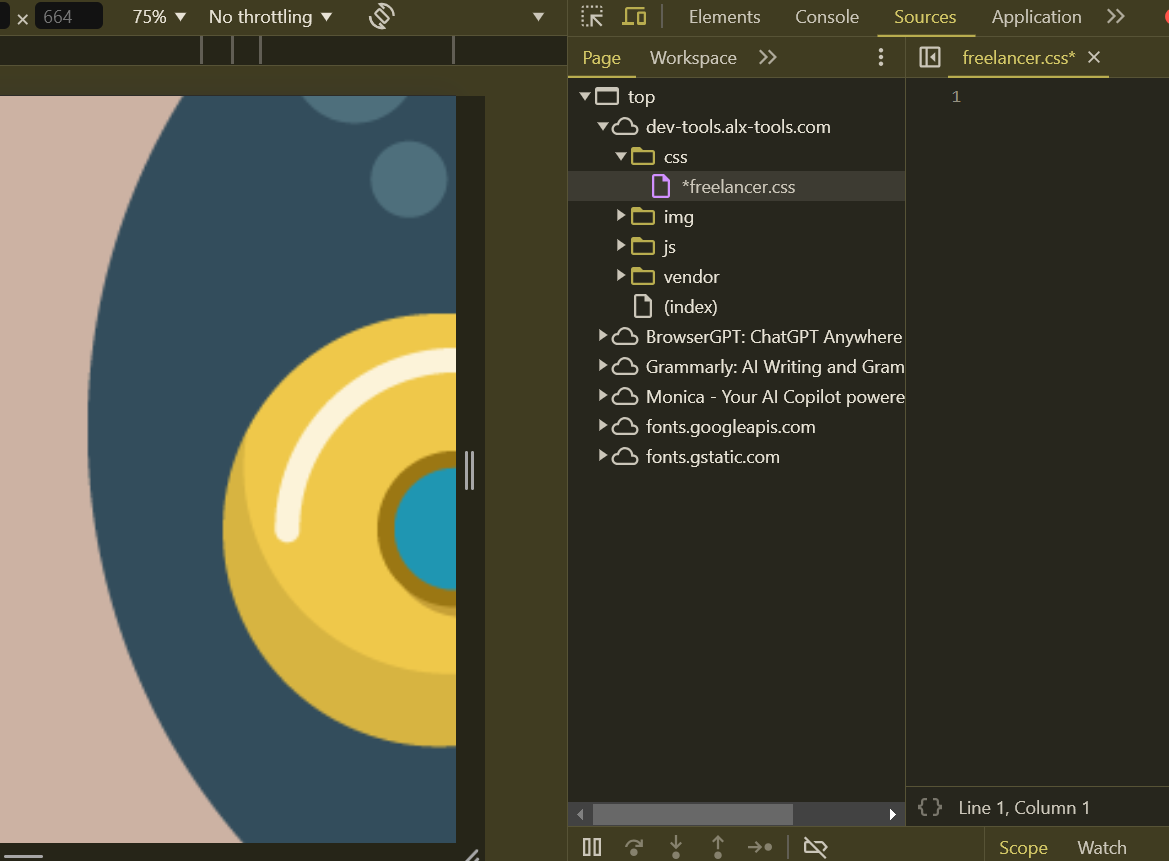 × 664 75% ▼ No throttling ▼
Elements Console Sources Application
Page Workspace
freelancer.css* ×
top
1
dev-tools.alx-tools.com
css
*freelancer.css
img
js
vendor
(index)
BrowserGPT: ChatGPT Anywhere
Grammarly: AI Writing and Gram
Monica - Your AI Copilot powere
fonts.googleapis.com
fonts.gstatic.com
{} Line 1, Column 1
Scope Watch